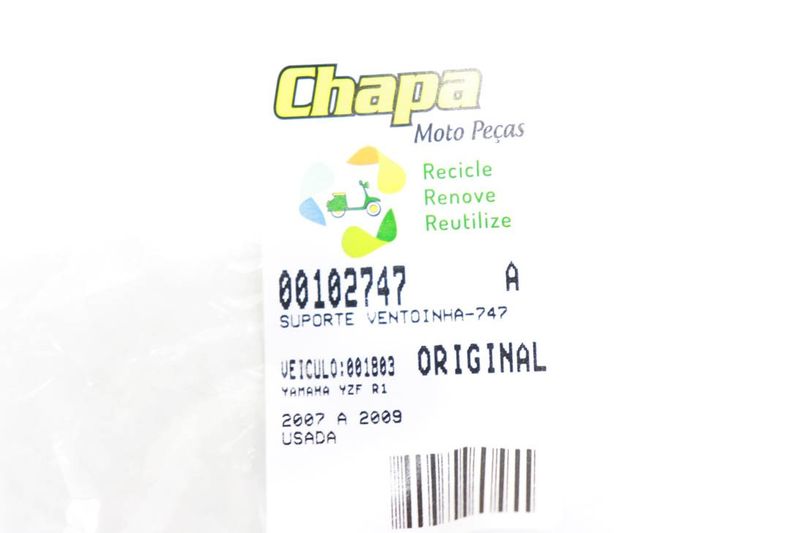 Chapa
Moto Peças
Recicle
Renove
Reutilize
00102747 A
SUPORTE VENTOINHA-747
VEICULO:001803 ORIGINAL
YAMAHA YZF R1
2007 A 2009
USADA